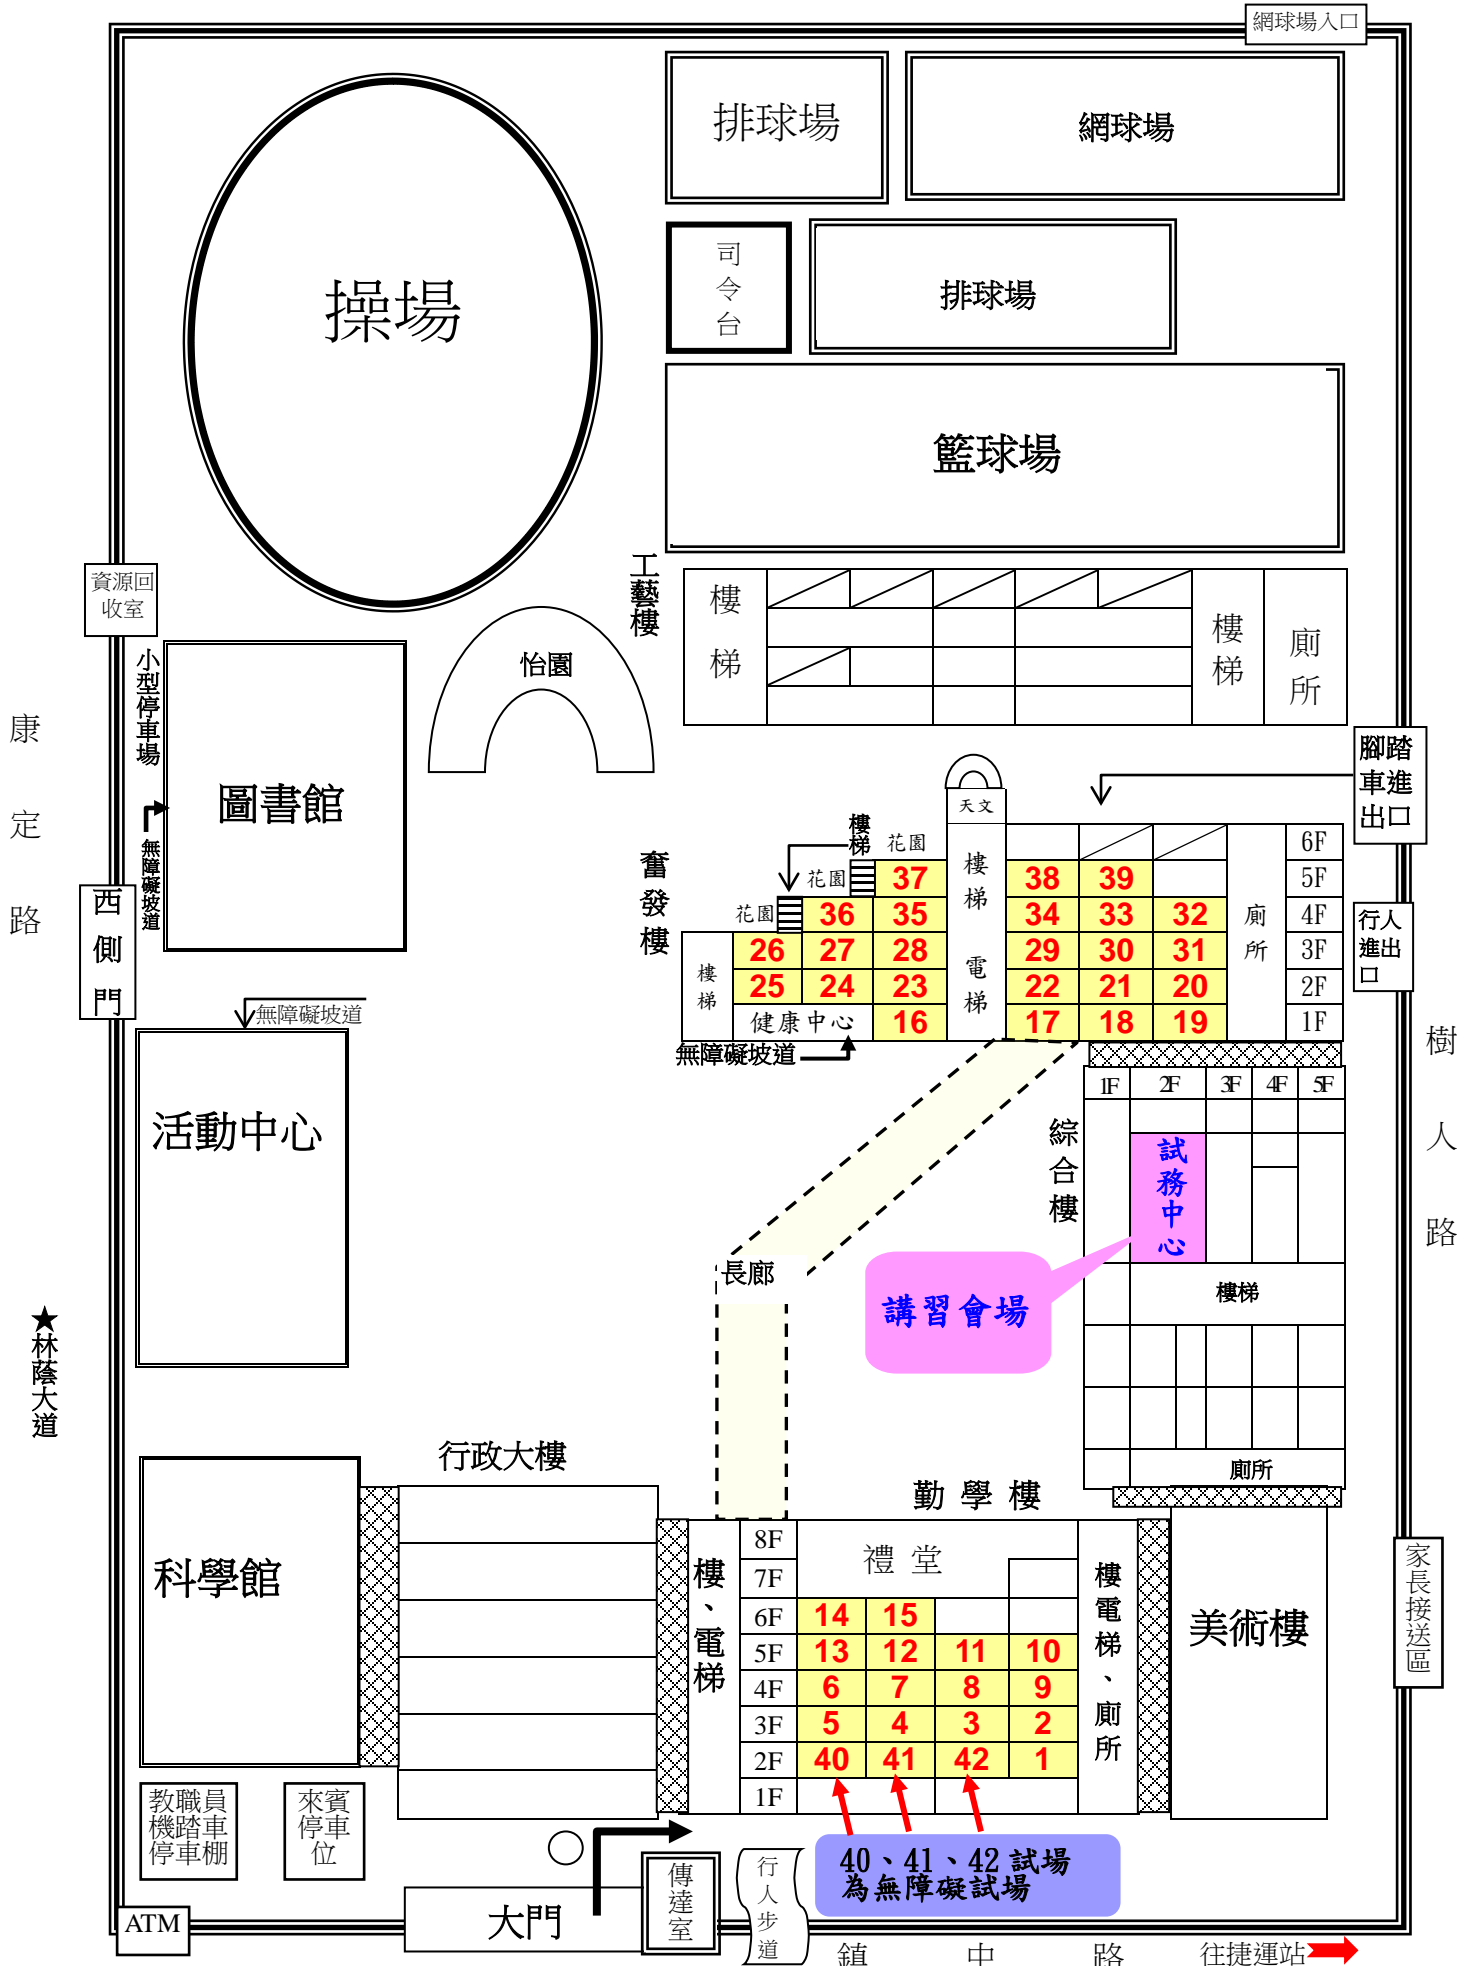 網球場入口
排球場
網球場
司令台
排球場
操場
籃球場
工藝樓
樓梯
樓梯
廁所
資源回
收室
小型停車場
怡園
圖書館
無障礙坡道
康定路
西側門
腳踏
車進
出口
行人
進出
口
天文
樓梯
花園
花園
花園
奮發樓
樓梯
樓梯
電梯
廁所
6F
37 38 39 5F
36 35 34 33 32 4F
26 27 28 29 30 31 3F
25 24 23 22 21 20 2F
健康中心 16 17 18 19 1F
無障礙坡道
無障礙坡道
活動中心
1F 2F 3F 4F 5F
綜合樓
試務中心
講習會場
樓梯
廁所
樹人路
長廊
★林蔭大道
行政大樓
勤學樓
科學館
樓、電梯
8F
禮堂
7F
6F 14 15
5F 13 12 11 10
4F 6 7 8 9
3F 5 4 3 2
2F 40 41 42 1
1F
樓電梯、廁所
美術樓
家長接送區
教職員
機踏車
停車棚
來賓
停車
位
40、41、42 試場
為無障礙試場
ATM
大門
傳達室
行人步道
鎮中路
往捷運站